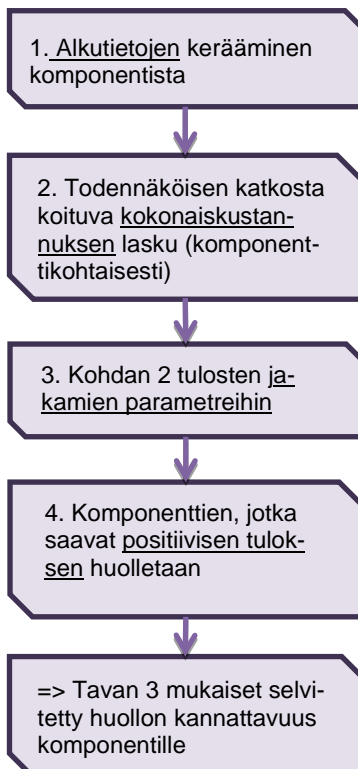 1. Alkutietojen kerääminen
komponentista
2. Todennäköisen katkosta
koituva kokonaiskustan-
nuksen lasku (komponent-
tikohtaisesti)
3. Kohdan 2 tulosten ja-
kamien parametreihin
4. Komponenttien, jotka
saavat positiivisen tulok-
sen huolletaan
=> Tavan 3 mukaiset selvi-
tetty huollon kannattavuus
komponentille